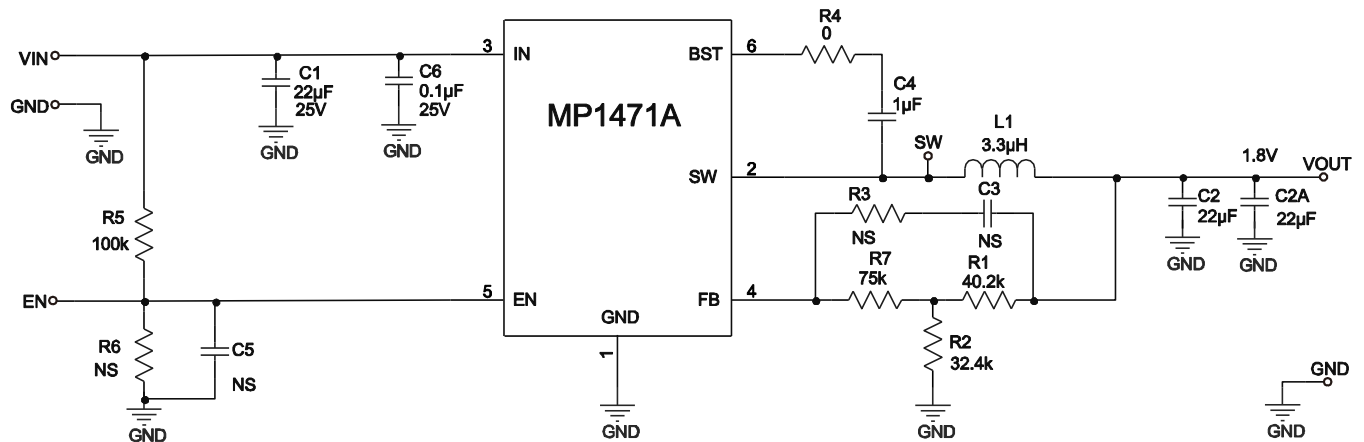 VIN
GND
GND
C1
22µF
25V
GND
C6
0.1µF
25V
GND
3
IN
MP1471A
BST
6
R4
0
C4
1µF
SW
2
SW
L1
3.3µH
1.8V
VOUT
C2
22µF
GND
C2A
22µF
GND
R3
NS
C3
NS
R5
100k
EN
5
EN
GND
1
GND
FB
4
R7
75k
R1
40.2k
R2
32.4k
GND
R6
NS
C5
NS
GND
GND
GND